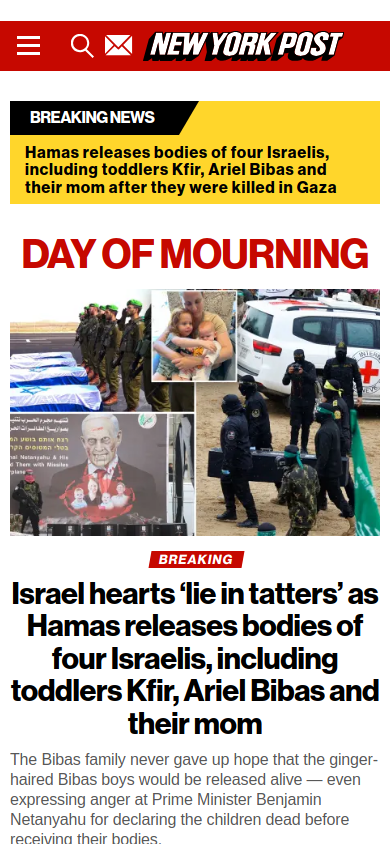 NEW YORK POST
BREAKING NEWS
Hamas releases bodies of four Israelis,
including toddlers Kfir, Ariel Bibas and
their mom after they were killed in Gaza
DAY OF MOURNING
INTERN
رצח אותם בנשק
Netanyahu & His
d Them with Missiles
BREAKING
Israel hearts ‘lie in tatters’ as
Hamas releases bodies of
four Israelis, including
toddlers Kfir, Ariel Bibas and
their mom
The Bibas family never gave up hope that the ginger-
haired Bibas boys would be released alive — even
expressing anger at Prime Minister Benjamin
Netanyahu for declaring the children dead before
receiving their bodies.